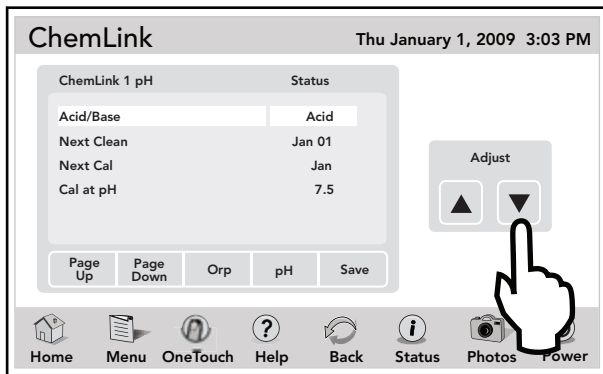 ChemLink
Thu January 1, 2009 3:03 PM
ChemLink 1 pH Status
Acid/Base Acid
Next Clean Jan 01
Next Cal Jan
Cal at pH 7.5
Adjust
Page Up
Page Down
Orp
pH
Save
Home
Menu
OneTouch
Help
Back
Status
Photos
Power